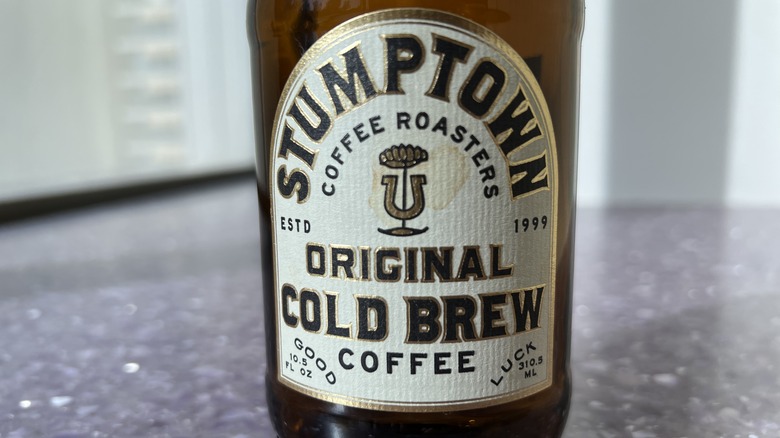 STUMPTOWN
COFFEE ROASTERS
ESTD 1999
ORIGINAL
COLD BREW
COFFEE
GOOD LUCK
10.5 FL OZ
310.5 ML